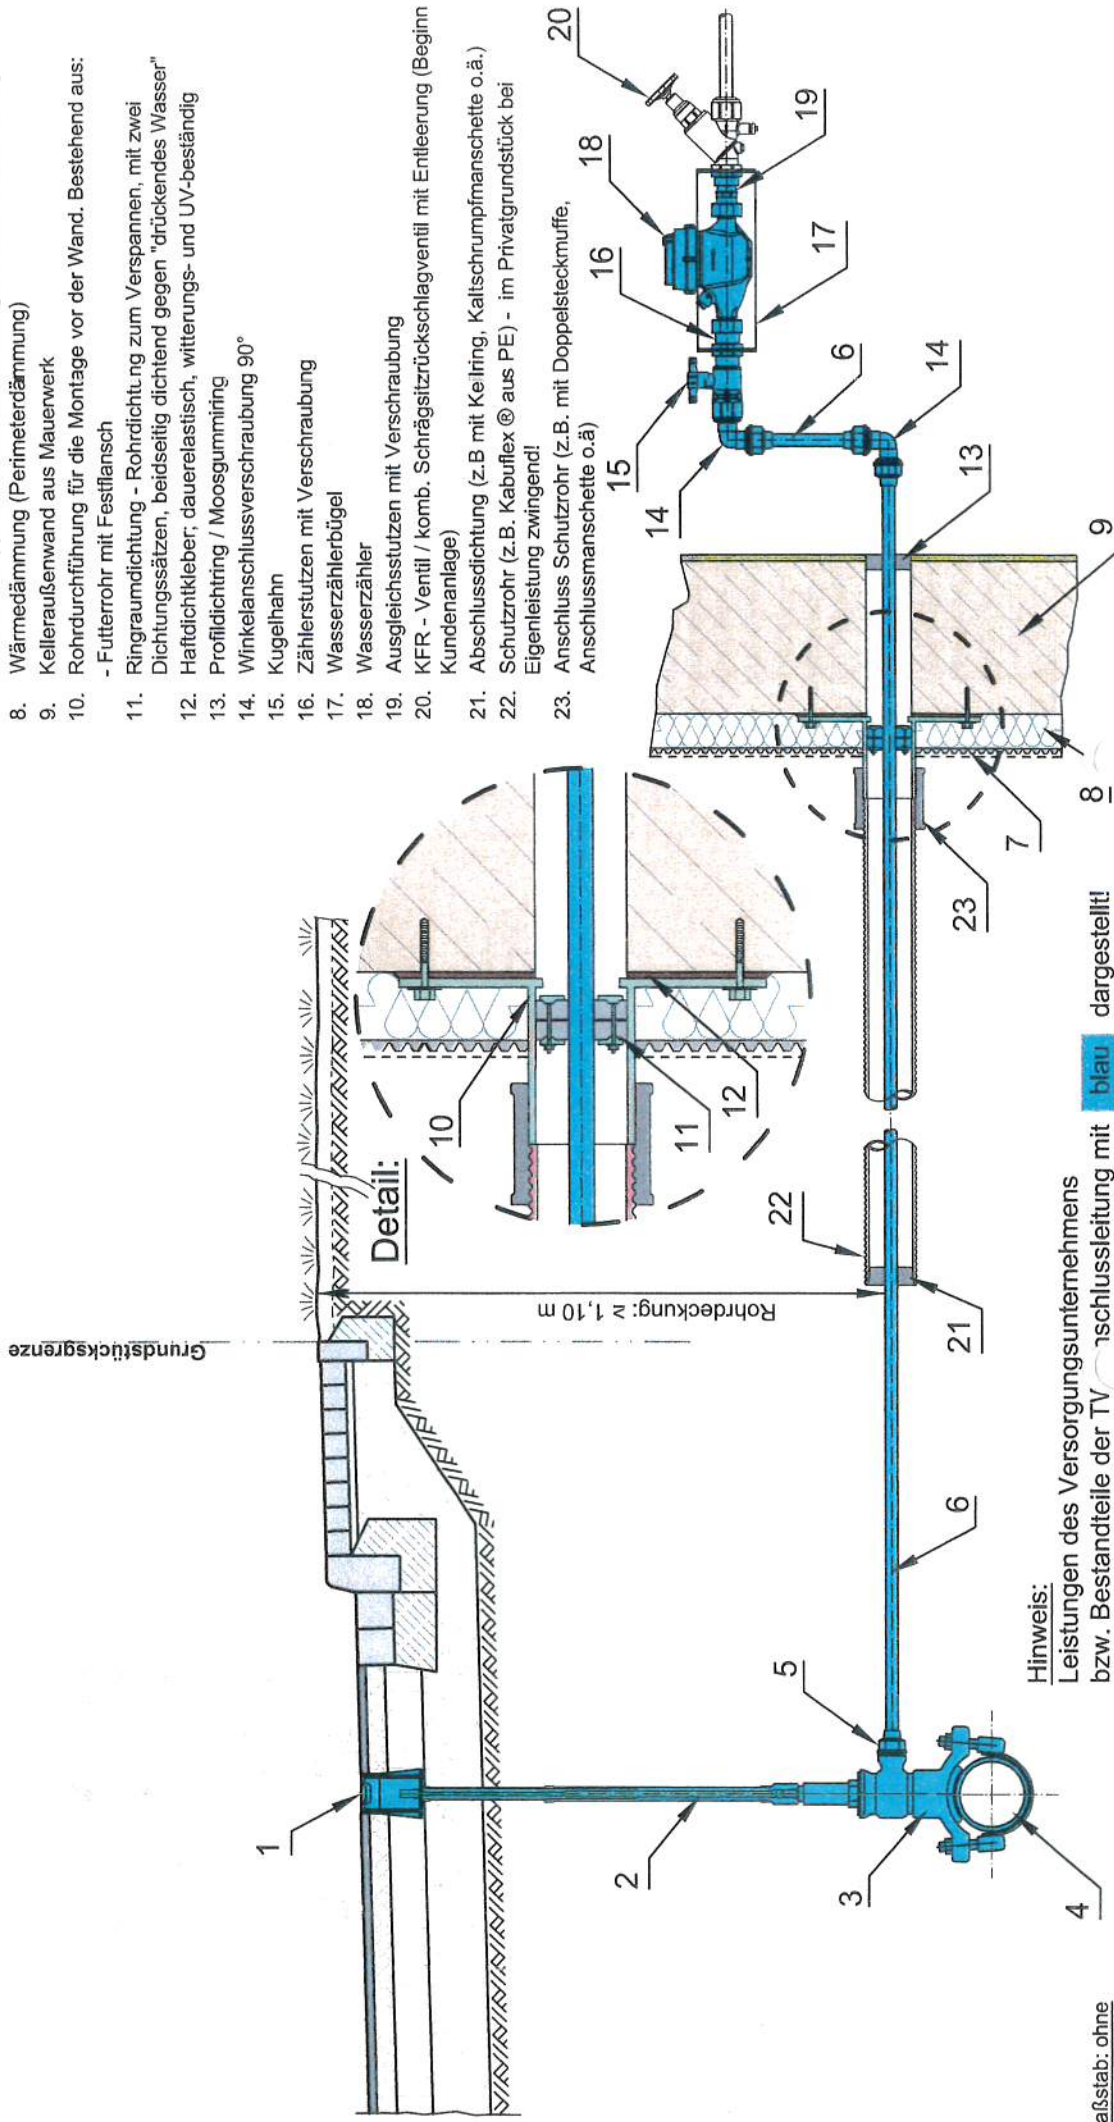 8. Wärmedämmung (Perimeterdämmung)
9. Kelleraußenwand aus Mauerwerk
10. Rohrdurchführung für die Montage vor der Wand. Bestehend aus:
- Futterrohr mit Festflansch
11. Ringraumdichtung - Rohrdichtung zum Verspannen, mit zwei
Dichtungssätzen, beidseitig dichtend gegen "drückendes Wasser"
12. Haftdichtkleber; dauerelastisch, witterungs- und UV-beständig
13. Profildichtring / Moosgummiring
14. Winkelanschlussverschraubung 90°
15. Kugelhahn
16. Zählerstutzen mit Verschraubung
17. Wasserzählerbügel
18. Wasserzähler
19. Ausgleichsstutzen mit Verschraubung
20. KFR - Ventil / komb. Schrägsitzrückschlagventil mit Entleerung (Beginn
Kundenanlage)
21. Abschlussdichtung (z.B mit Keilring, Kaltschrumpfmanschette o.ä.)
22. Schutzrohr (z.B. Kabuflex ® aus PE) - im Privatgrundstück bei
Eigenleistung zwingend!
23. Anschluss Schutzrohr (z.B. mit Doppelsteckmuffe,
Anschlussmanschette o.ä)
Grundstücksgrenze
Detail:
10
11
12
Rohrdeckung: ≥ 1,10 m
1
2
3
4
5
6
21
22
23
7
8
9
13
14
6
14
15
16
17
18
19
20
Hinweis:
Leistungen des Versorgungsunternehmens
bzw. Bestandteile der TV schlussleitung mit blau dargestellt!
aßstab: ohne